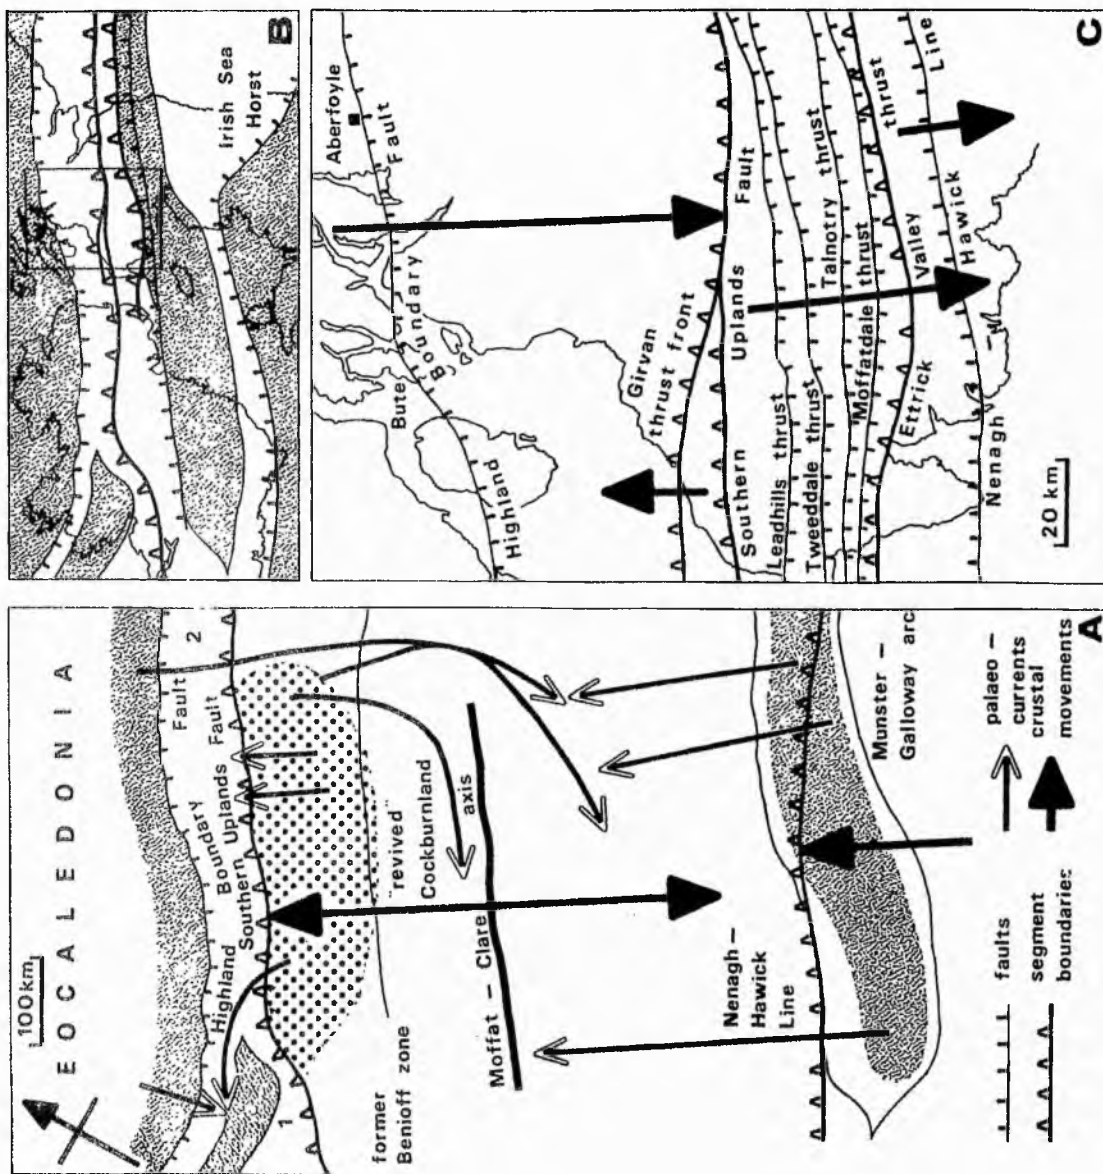 100km
E O C A L E D O N I A
Highland Boundary Fault
Southern Uplands Fault
1
2
former
Benioff zone
"revived"
Cockburnland
Moffat – Clare axis
Nenagh –
Hawick
Line
Munster –
Galloway arc
faults
segment
boundaries
palaeo –
currents
crustal
movements
A
Irish Sea
Horst
B
Aberfoyle
Bute
Highland Boundary Fault
Girvan
thrust front
Southern Uplands Fault
Leadhills thrust
Tweeddale thrust
Talnotry thrust
Moffatdale thrust
Ettrick Valley thrust
Nenagh – Hawick Line
20 km
C